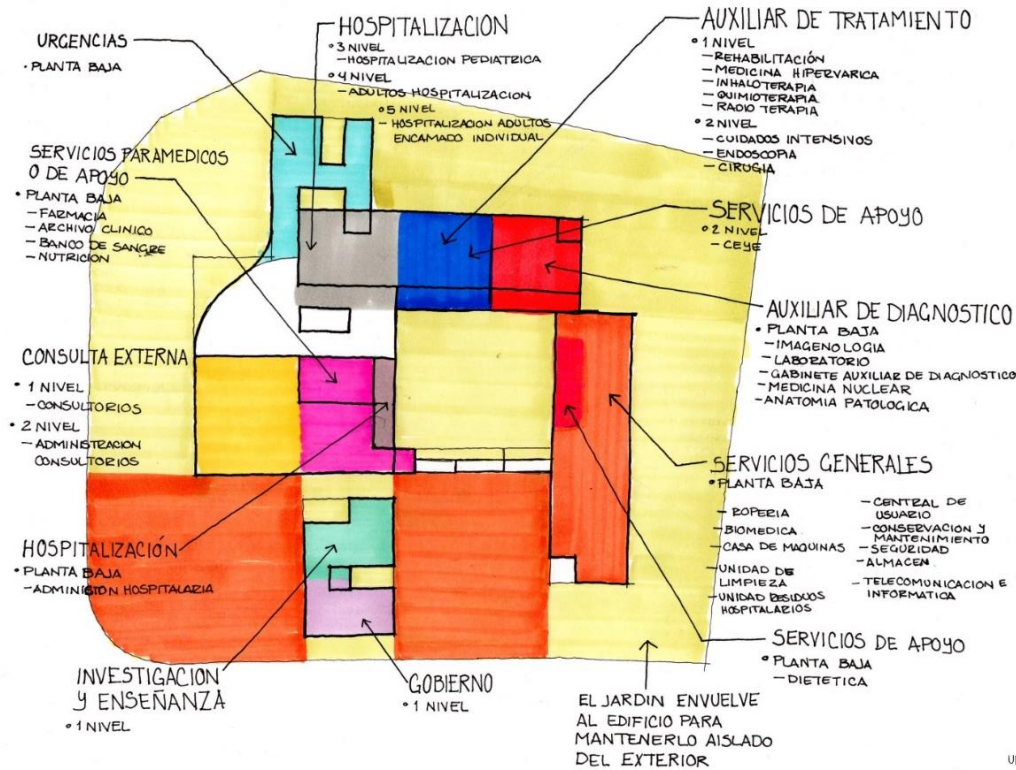 URGENCIAS
• PLANTA BAJA
HOSPITALIZACION
• 3 NIVEL
– HOSPITALIZACION PEDIATRICA
• 4 NIVEL
– ADULTOS HOSPITALIZACION
• 5 NIVEL
– HOSPITALIZACION ADULTOS
ENCAMADO INDIVIDUAL
AUXILIAR DE TRATAMIENTO
• 1 NIVEL
– REHABILITACIÓN
– MEDICINA HIPERVARICA
– INHALOTERAPIA
– QUIMIOTERAPIA
– RADIO TERAPIA
• 2 NIVEL
– CUIDADOS INTENSIVOS
– ENDOSCOPIA
– CIRUGIA
SERVICIOS PARAMEDICOS
O DE APOYO
• PLANTA BAJA
– FARMACIA
– ARCHIVO CLINICO
– BANCO DE SANGRE
– NUTRICION
SERVICIOS DE APOYO
• 2 NIVEL
– CEYE
AUXILIAR DE DIAGNOSTICO
• PLANTA BAJA
– IMAGENOLOGIA
– LABORATORIO
– GABINETE AUXILIAR DE DIAGNOSTICO
– MEDICINA NUCLEAR
– ANATOMIA PATOLOGICA
CONSULTA EXTERNA
• 1 NIVEL
– CONSULTORIOS
• 2 NIVEL
– ADMINISTRACION
CONSULTORIOS
SERVICIOS GENERALES
• PLANTA BAJA
– ROPERIA
– BIOMEDICA
– CASA DE MAQUINAS
– UNIDAD DE
LIMPIEZA
– UNIDAD RESIDUOS
HOSPITALARIOS
– CENTRAL DE
USUARIO
– CONSERVACION Y
MANTENIMIENTO
– SEGURIDAD
– ALMACEN
– TELECOMUNICACION E
INFORMATICA
HOSPITALIZACIÓN
• PLANTA BAJA
– ADMISION HOSPITALARIA
SERVICIOS DE APOYO
• PLANTA BAJA
– DIETETICA
INVESTIGACION
Y ENSEÑANZA
• 1 NIVEL
GOBIERNO
• 1 NIVEL
EL JARDIN ENVUELVE
AL EDIFICIO PARA
MANTENERLO AISLADO
DEL EXTERIOR